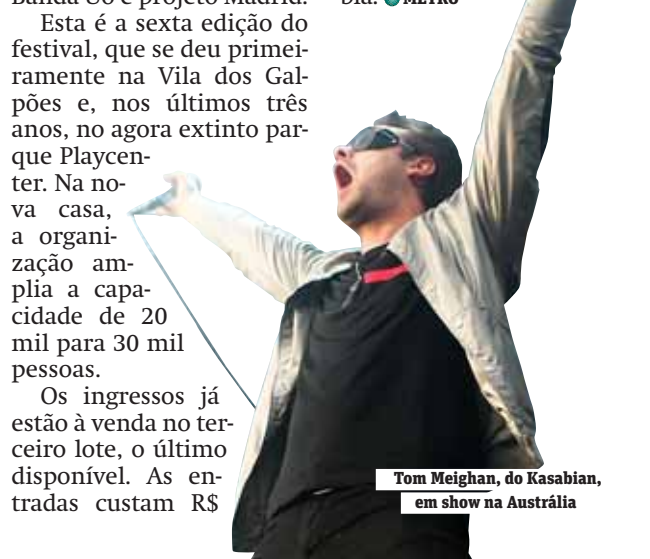 Banda Uó e projeto Madrid.
Esta é a sexta edição do
festival, que se deu primei-
ramente na Vila dos Gal-
pões e, nos últimos três
anos, no agora extinto par-
que Playcen-
ter. Na no-
va casa,
a organi-
zação am-
plia a capa-
cidade de 20
mil para 30 mil
pessoas.
Os ingressos já
estão à venda no ter-
ceiro lote, o último
disponível. As en-
tradas custam R$
Dia. METRO
Tom Meighan, do Kasabian,
em show na Austrália